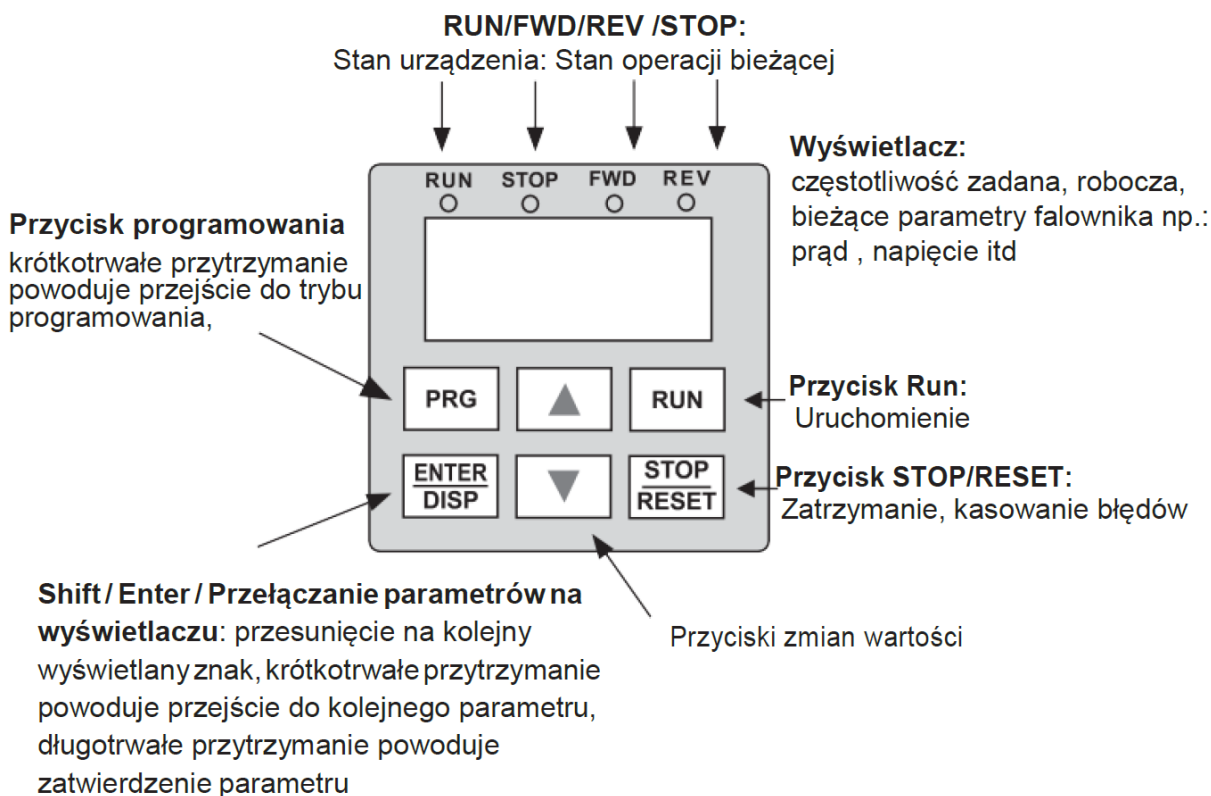 RUN/FWD/REV /STOP:
Stan urządzenia: Stan operacji bieżącej
Wyświetlacz:
częstotliwość zadana, robocza,
bieżące parametry falownika np.:
prąd , napięcie itd
RUN STOP FWD REV
Przycisk programowania
krótkotrwałe przytrzymanie
powoduje przejście do trybu
programowania,
PRG
RUN
Przycisk Run:
Uruchomienie
ENTER
DISP
STOP
RESET
Przycisk STOP/RESET:
Zatrzymanie, kasowanie błędów
Shift / Enter / Przełączanie parametrów na
wyświetlaczu: przesunięcie na kolejny
wyświetlany znak, krótkotrwałe przytrzymanie
powoduje przejście do kolejnego parametru,
długotrwałe przytrzymanie powoduje
zatwierdzenie parametru
Przyciski zmian wartości